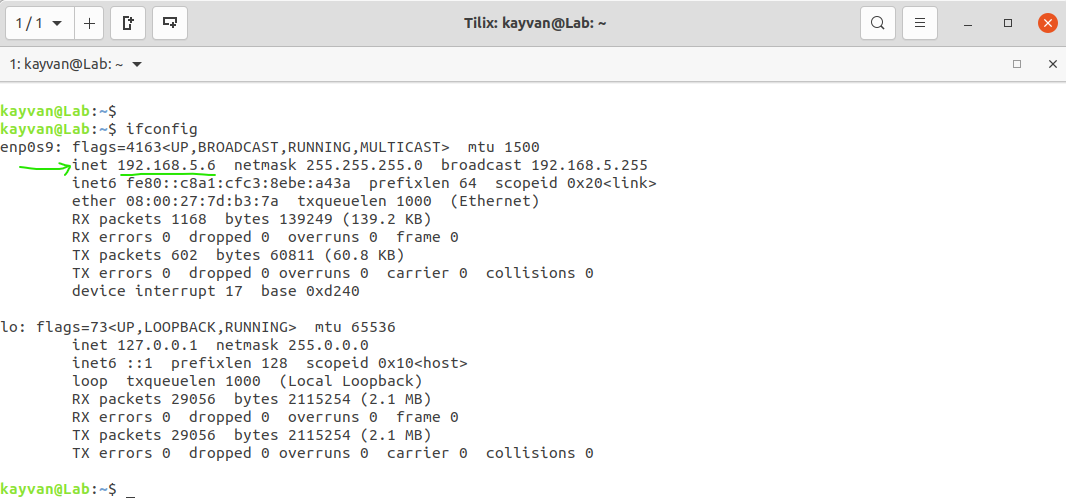 1 / 1
Tilix: kayvan@Lab: ~
1: kayvan@Lab: ~
kayvan@Lab:~$
kayvan@Lab:~$ ifconfig
enp0s9: flags=4163<UP,BROADCAST,RUNNING,MULTICAST>  mtu 1500
        inet 192.168.5.6  netmask 255.255.255.0  broadcast 192.168.5.255
        inet6 fe80::c8a1:cfc3:8ebe:a43a  prefixlen 64  scopeid 0x20<link>
        ether 08:00:27:7d:b3:7a  txqueuelen 1000  (Ethernet)
        RX packets 1168  bytes 139249 (139.2 KB)
        RX errors 0  dropped 0  overruns 0  frame 0
        TX packets 602  bytes 60811 (60.8 KB)
        TX errors 0  dropped 0 overruns 0  carrier 0  collisions 0
        device interrupt 17  base 0xd240
lo: flags=73<UP,LOOPBACK,RUNNING>  mtu 65536
        inet 127.0.0.1  netmask 255.0.0.0
        inet6 ::1  prefixlen 128  scopeid 0x10<host>
        loop  txqueuelen 1000  (Local Loopback)
        RX packets 29056  bytes 2115254 (2.1 MB)
        RX errors 0  dropped 0  overruns 0  frame 0
        TX packets 29056  bytes 2115254 (2.1 MB)
        TX errors 0  dropped 0 overruns 0  carrier 0  collisions 0
kayvan@Lab:~$ _